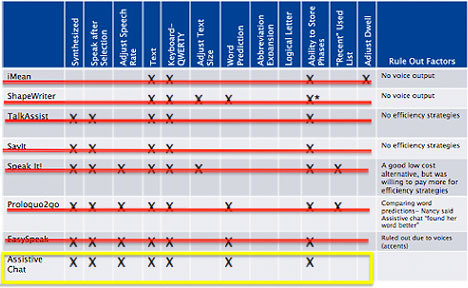 Synthesized
Speak after
Selection
Adjust Speech
Rate
Text
Keyboard-
QWERTY
Adjust Text
Size
Word
Prediction
Abbreviation
Expansion
Logical Letter
Ability to Store
Phases
"Recent" Used
List
Adjust Dwell
Rule Out Factors
iMean X X X X No voice output
ShapeWriter X X X X X* No voice output
TalkAssist X X X X X No efficiency strategies
SayIt X X X X X No efficiency strategies
Speak It! X X X X X X X X A good low cost
alternative, but was
willing to pay more for
efficiency strategies
Proloquo2go X X X X X X X X Comparing word
predictions- Nancy said
Assistive chat "found her
word better"
EasySpeak X X X X X X X Ruled out due to voices
(accents)
Assistive X X X X X X X
Chat